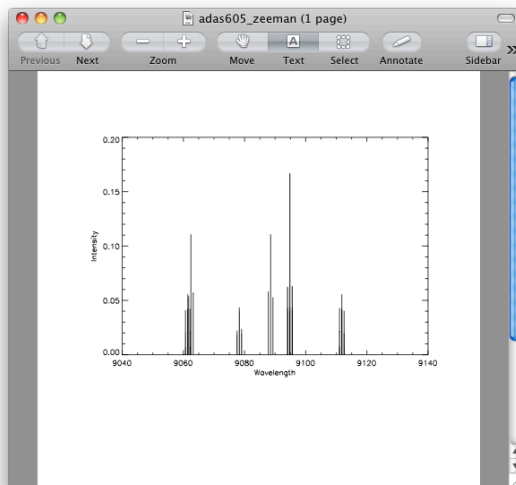 adas605_zeeman (1 page)
Previous Next Zoom Move Text Select Annotate Sidebar »
A
0.20
0.15
0.10
0.05
0.00
Intensity
9040 9060 9080 9100 9120 9140
Wavelength